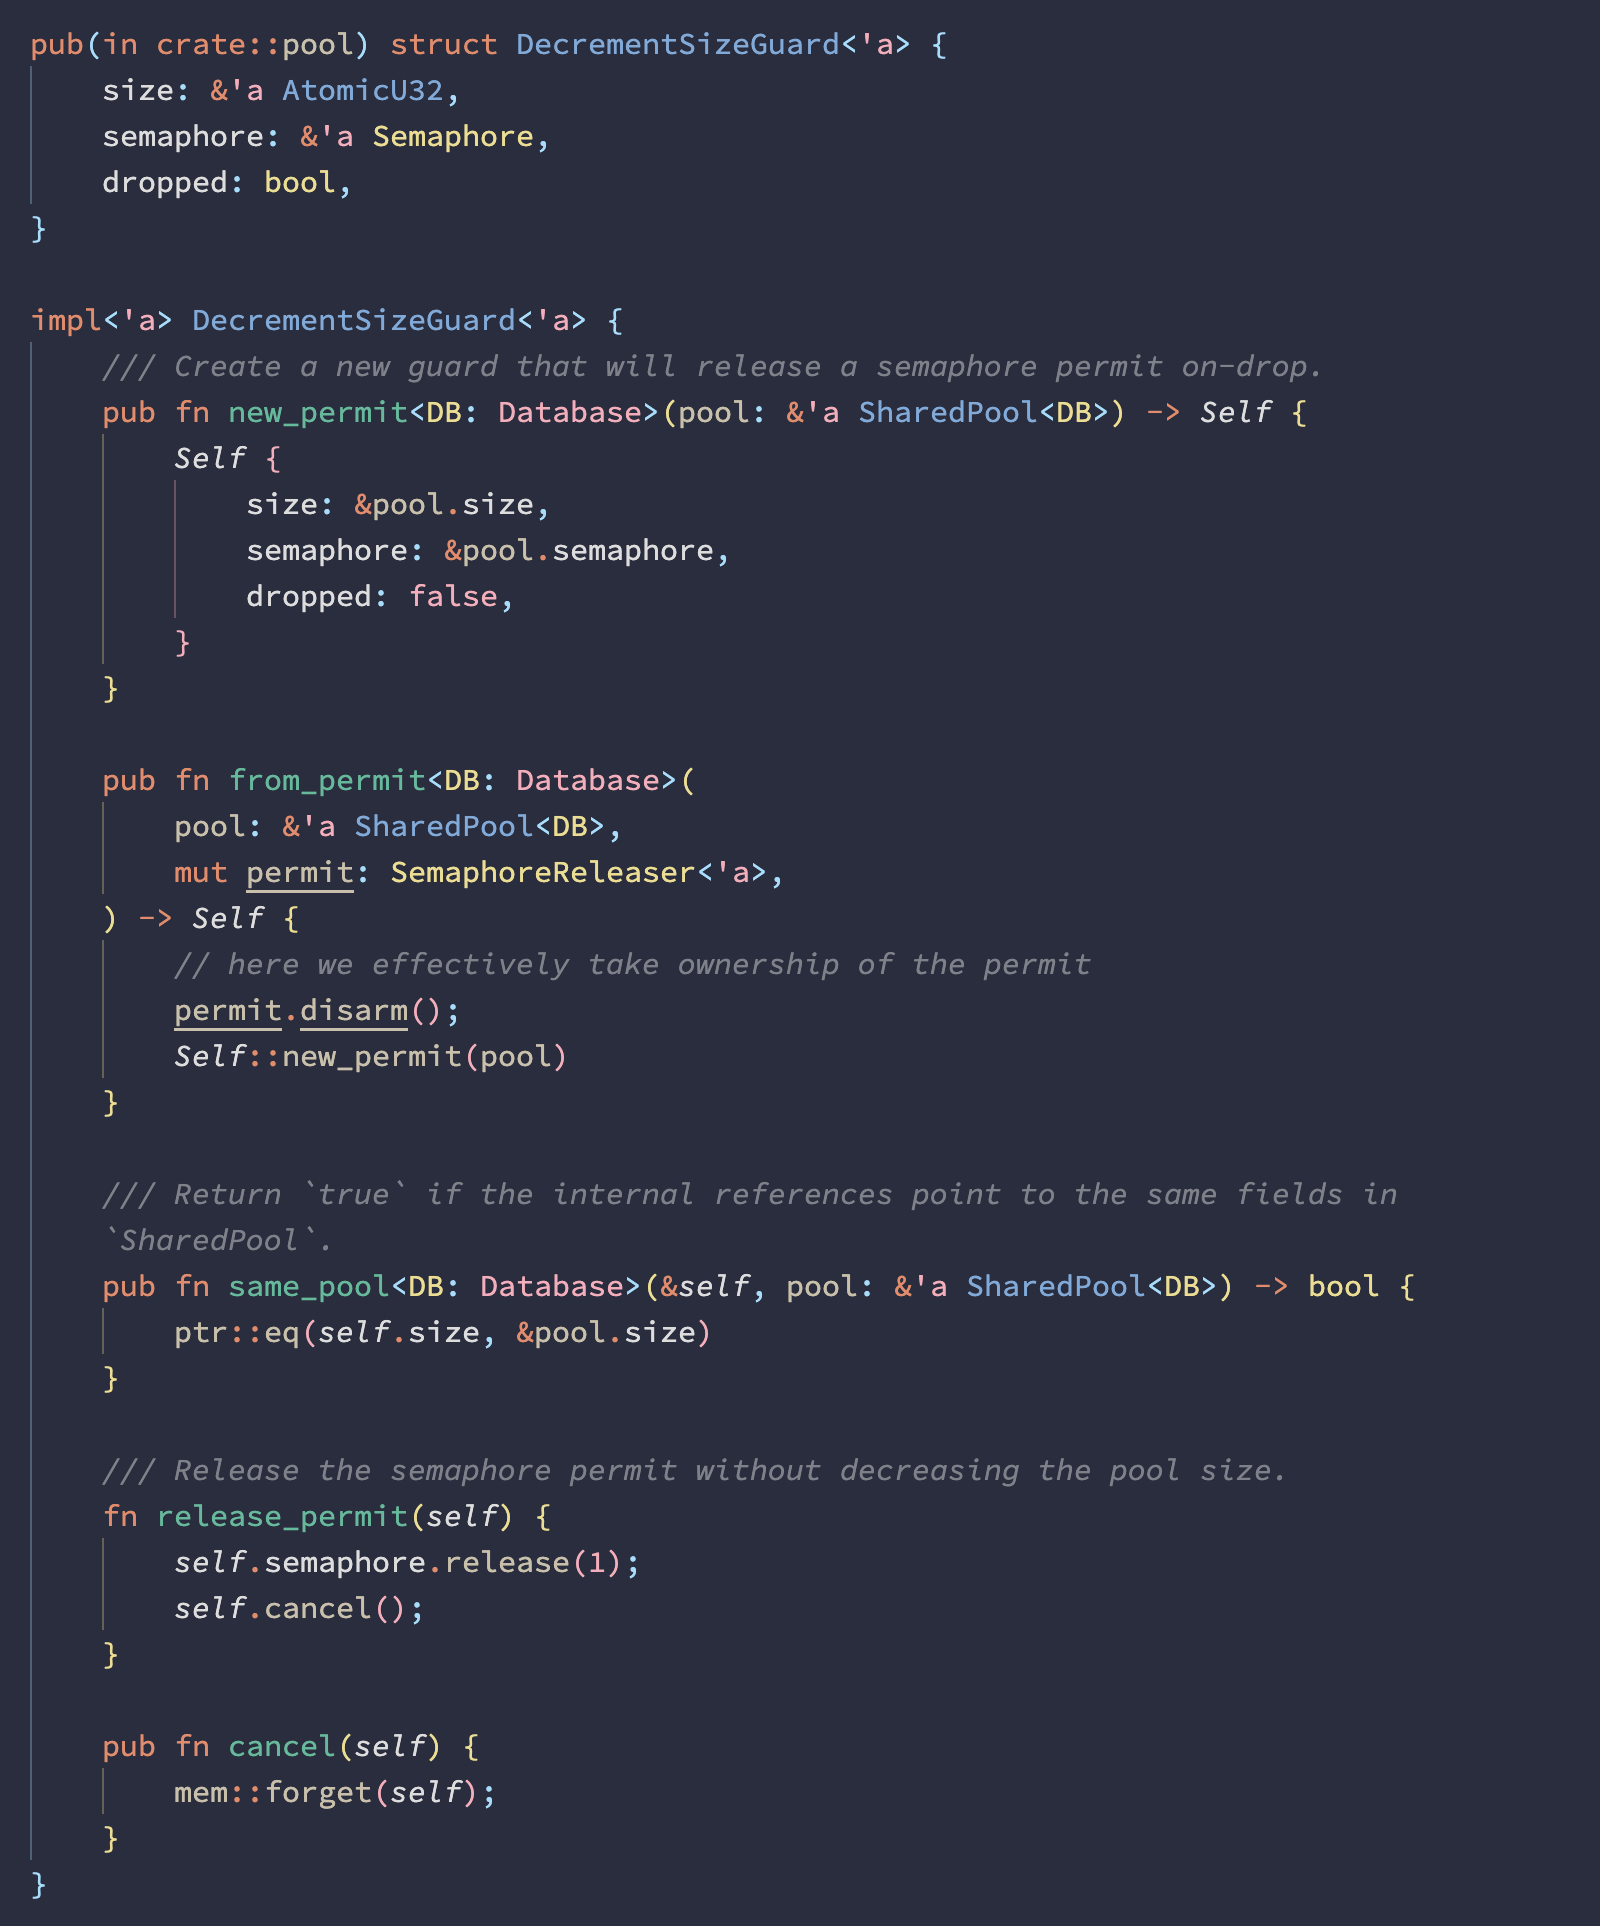 pub(in crate::pool) struct DecrementSizeGuard<'a> {
    size: &'a AtomicU32,
    semaphore: &'a Semaphore,
    dropped: bool,
}

impl<'a> DecrementSizeGuard<'a> {
    /// Create a new guard that will release a semaphore permit on-drop.
    pub fn new_permit<DB: Database>(pool: &'a SharedPool<DB>) -> Self {
        Self {
            size: &pool.size,
            semaphore: &pool.semaphore,
            dropped: false,
        }
    }

    pub fn from_permit<DB: Database>(
        pool: &'a SharedPool<DB>,
        mut permit: SemaphoreReleaser<'a>,
    ) -> Self {
        // here we effectively take ownership of the permit
        permit.disarm();
        Self::new_permit(pool)
    }

    /// Return `true` if the internal references point to the same fields in
    `SharedPool`.
    pub fn same_pool<DB: Database>(&self, pool: &'a SharedPool<DB>) -> bool {
        ptr::eq(self.size, &pool.size)
    }

    /// Release the semaphore permit without decreasing the pool size.
    fn release_permit(self) {
        self.semaphore.release(1);
        self.cancel();
    }

    pub fn cancel(self) {
        mem::forget(self);
    }
}